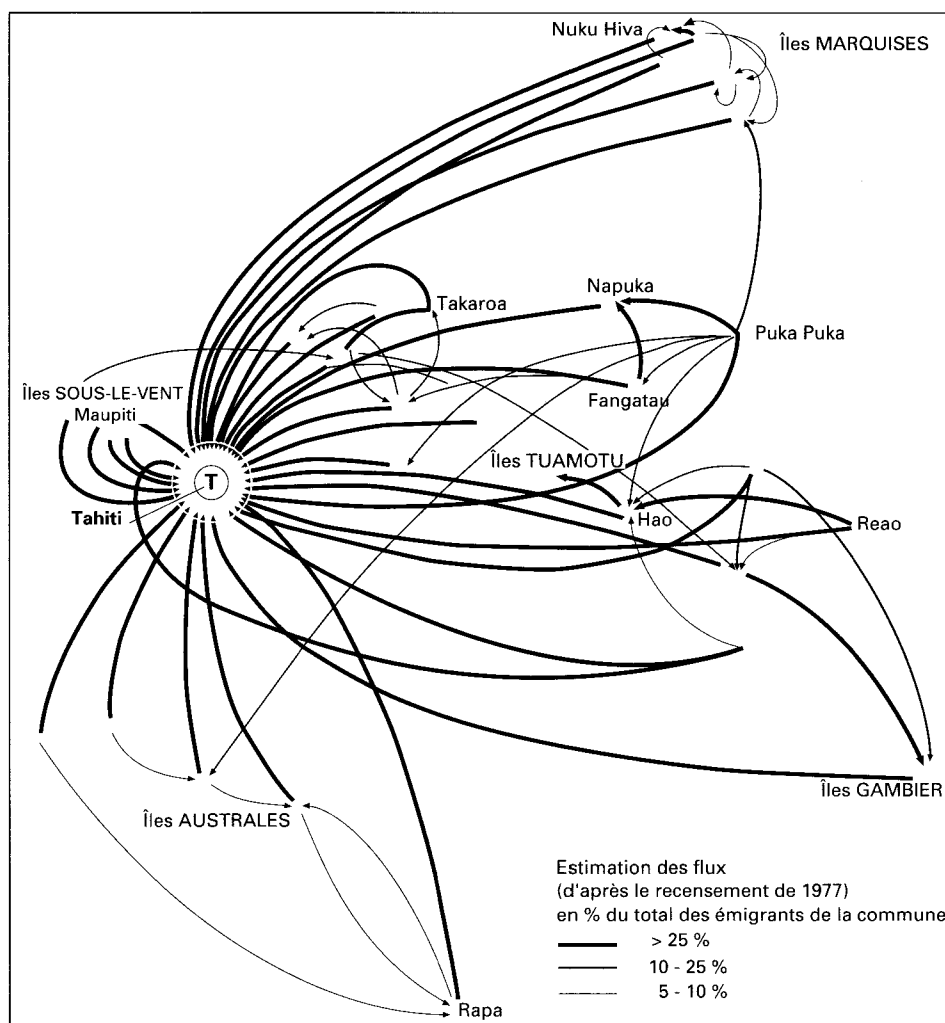 Nuku Hiva
Îles MARQUISES
Napuka
Takaroa
Puka Puka
Îles SOUS-LE-VENT
Maupiti
Fangatau
Îles TUAMOTU
T
Tahiti
Hao
Reao
Îles GAMBIER
Îles AUSTRALES
Rapa
Estimation des flux
(d'après le recensement de 1977)
en % du total des émigrants de la commune
> 25 %
10 - 25 %
5 - 10 %